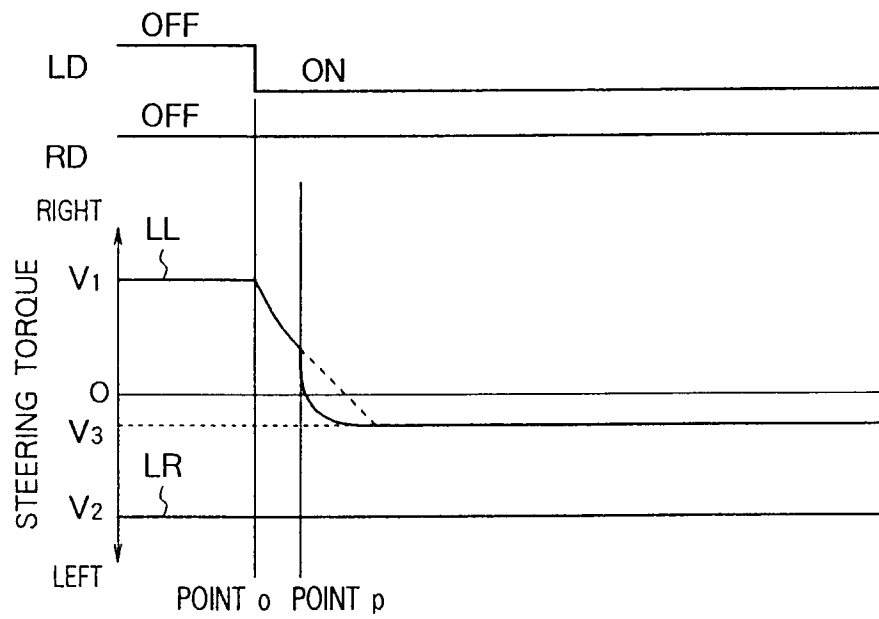 OFF
LD
ON
OFF
RD
RIGHT
LL
V1
STEERING TORQUE
O
V3
LR
V2
LEFT
POINT o POINT p